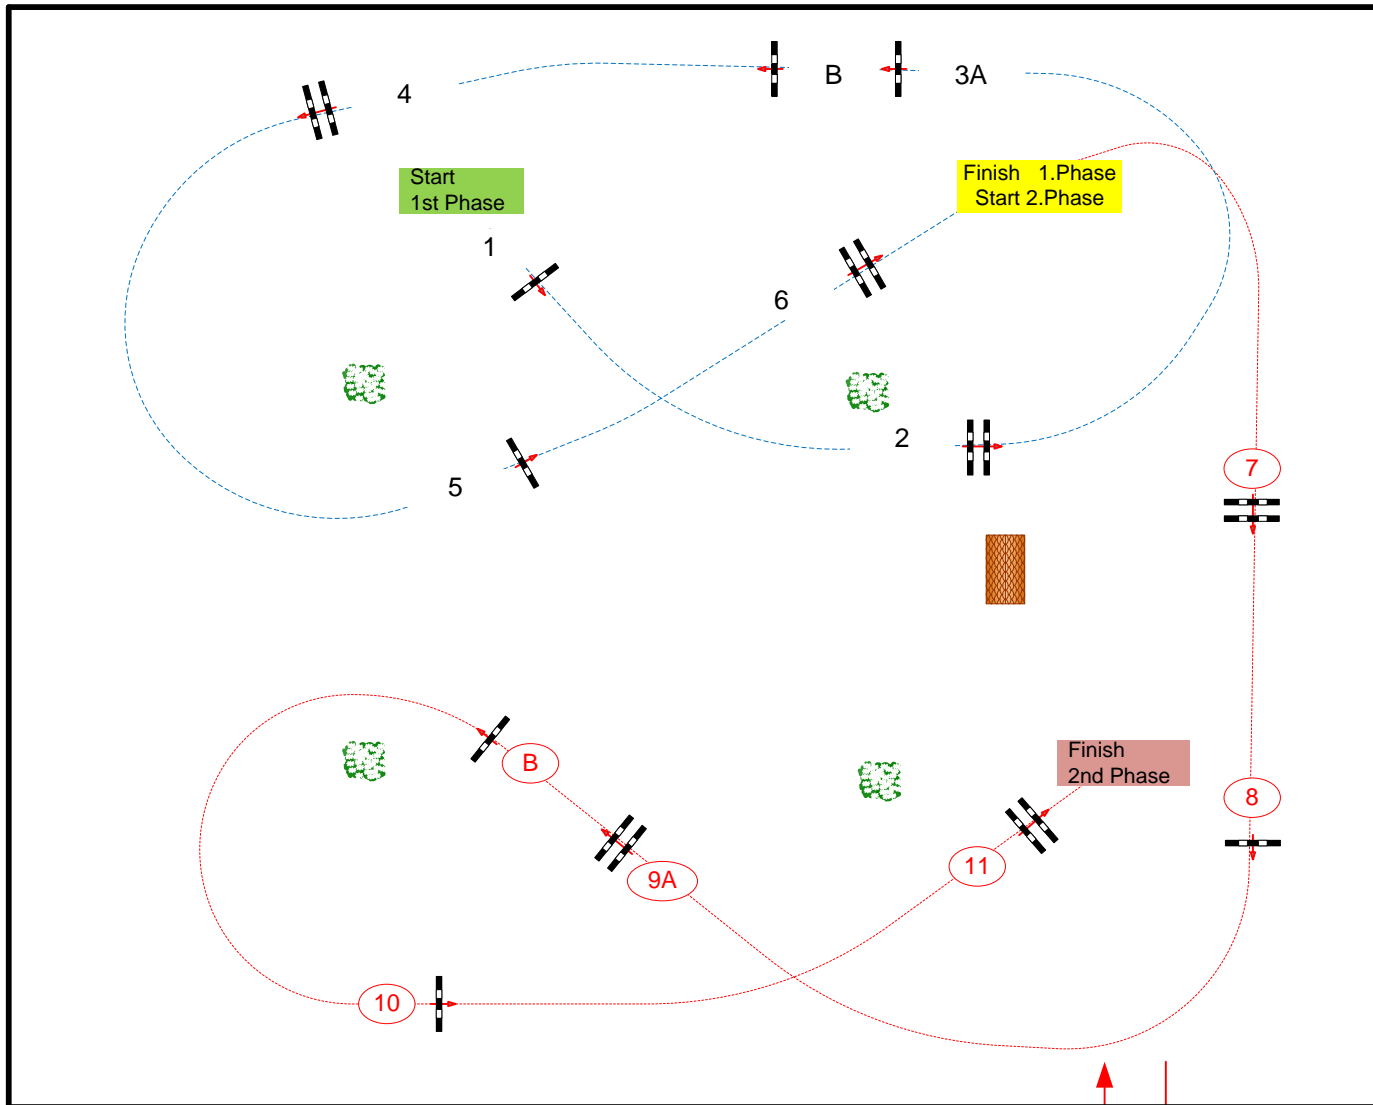 4
B
3A
Start
1st Phase
Finish 1.Phase
Start 2.Phase
1
6
2
7
5
B
Finish
2nd Phase
8
9A
11
10